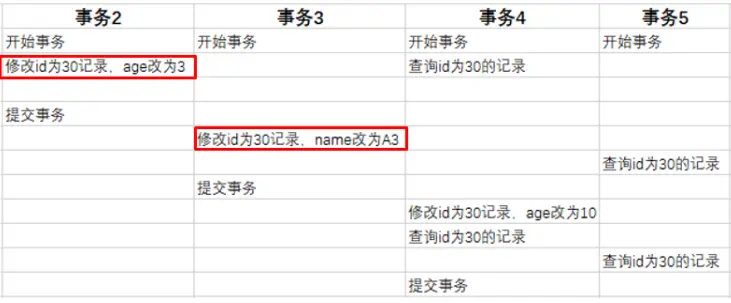 事务2 事务3 事务4 事务5
开始事务 开始事务 开始事务 开始事务
修改id为30记录、age改为3 查询id为30的记录
提交事务
修改id为30记录、name改为A3
查询id为30的记录
提交事务
修改id为30记录、age改为10
查询id为30的记录
查询id为30的记录
提交事务